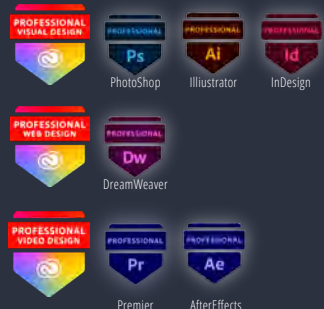 PROFESSIONAL
VISUAL DESIGN
PROFESSIONAL
Ps
PhotoShop
PROFESSIONAL
Ai
Illiustrator
PROFESSIONAL
Id
InDesign
PROFESSIONAL
WEB DESIGN
PROFESSIONAL
Dw
DreamWeaver
PROFESSIONAL
VIDEO DESIGN
PROFESSIONAL
Pr
Premier
PROFESSIONAL
Ae
AfterEffects